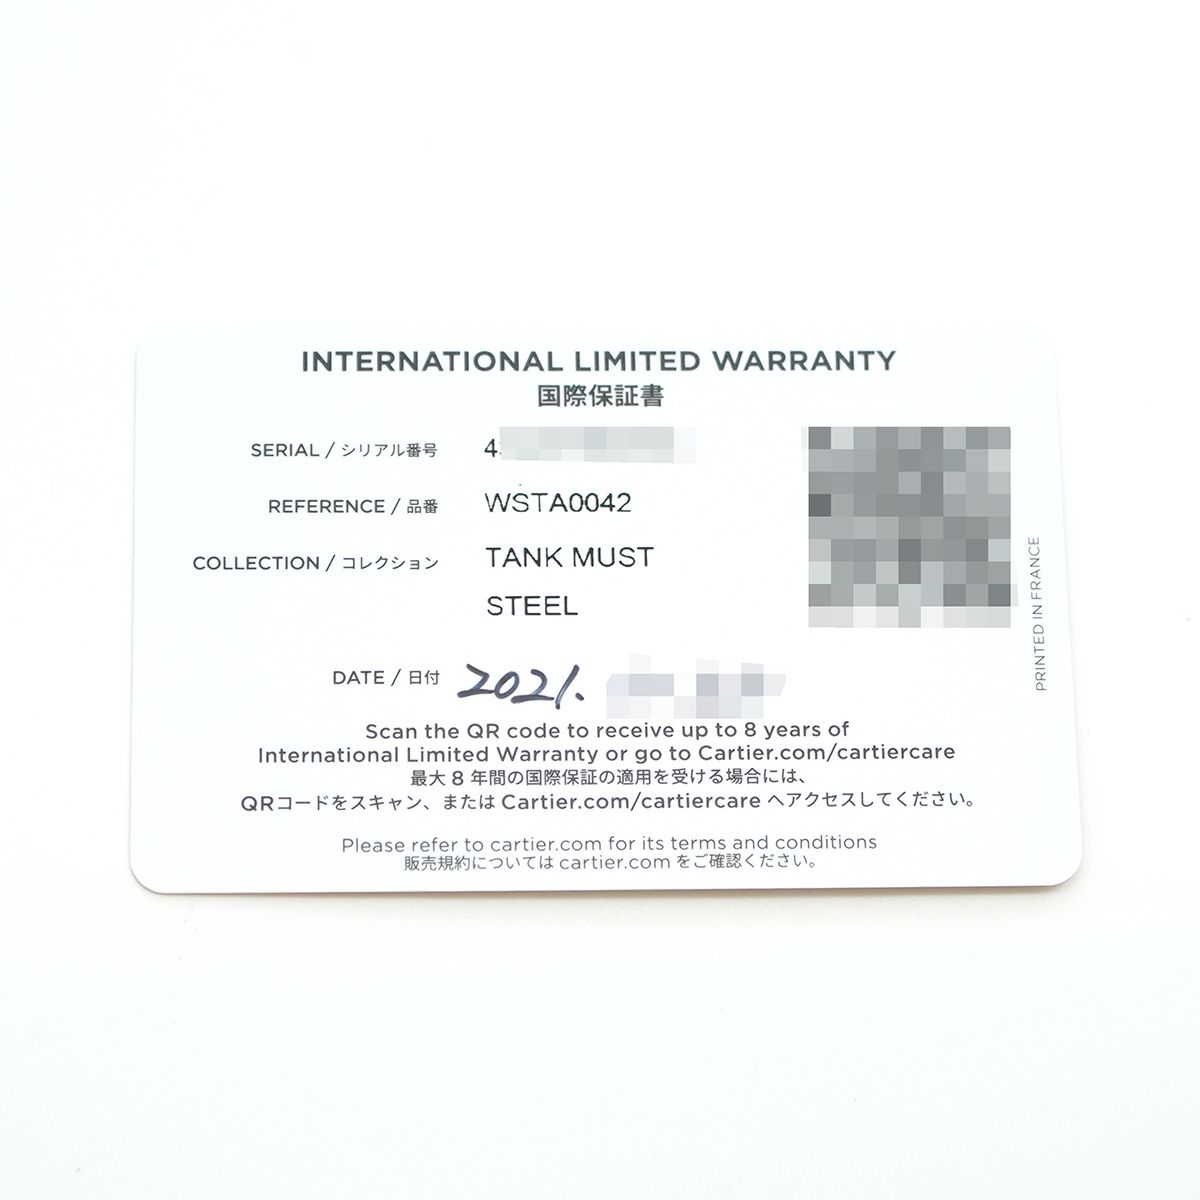 INTERNATIONAL LIMITED WARRANTY
国際保証書
SERIAL / シリアル番号 4
REFERENCE / 品番 WSTA0042
COLLECTION / コレクション TANK MUST
STEEL
DATE / 日付 2021.
Scan the QR code to receive up to 8 years of
International Limited Warranty or go to Cartier.com/cartiercare
最大 8 年間の国際保証の適用を受ける場合には、
QRコードをスキャン、または Cartier.com/cartiercare へアクセスしてください。
Please refer to cartier.com for its terms and conditions
販売規約については cartier.com をご確認ください。
PRINTED IN FRANCE